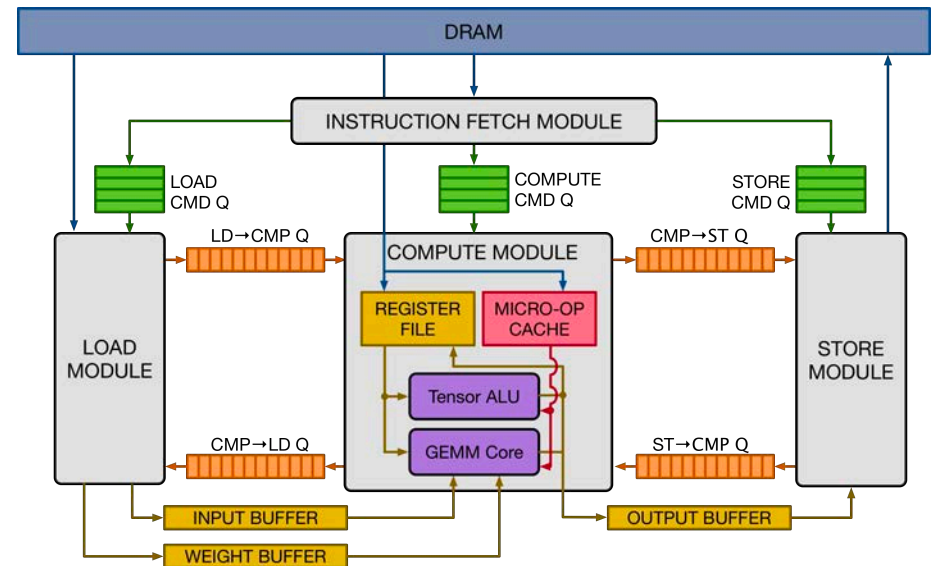 DRAM
INSTRUCTION FETCH MODULE
LOAD
CMD Q
COMPUTE
CMD Q
STORE
CMD Q
LD→CMP Q
COMPUTE MODULE
CMP→ST Q
REGISTER
FILE
MICRO-OP
CACHE
LOAD
MODULE
STORE
MODULE
Tensor ALU
GEMM Core
CMP→LD Q
ST→CMP Q
INPUT BUFFER
OUTPUT BUFFER
WEIGHT BUFFER